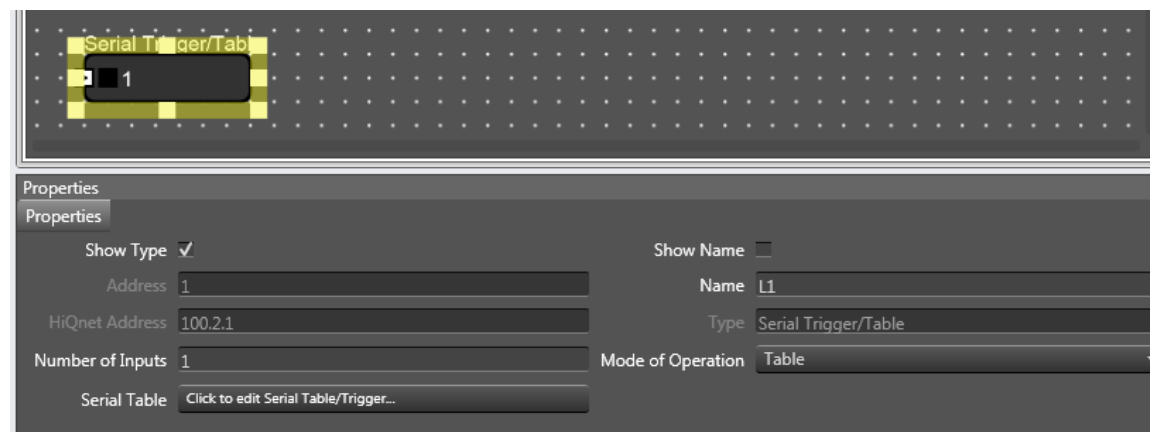 Serial Trigger/Tabl
1
Properties
Properties
Show Type
Show Name
Address 1
Name L1
HiQnet Address 100.2.1
Type Serial Trigger/Table
Number of Inputs 1
Mode of Operation Table
Serial Table Click to edit Serial Table/Trigger...